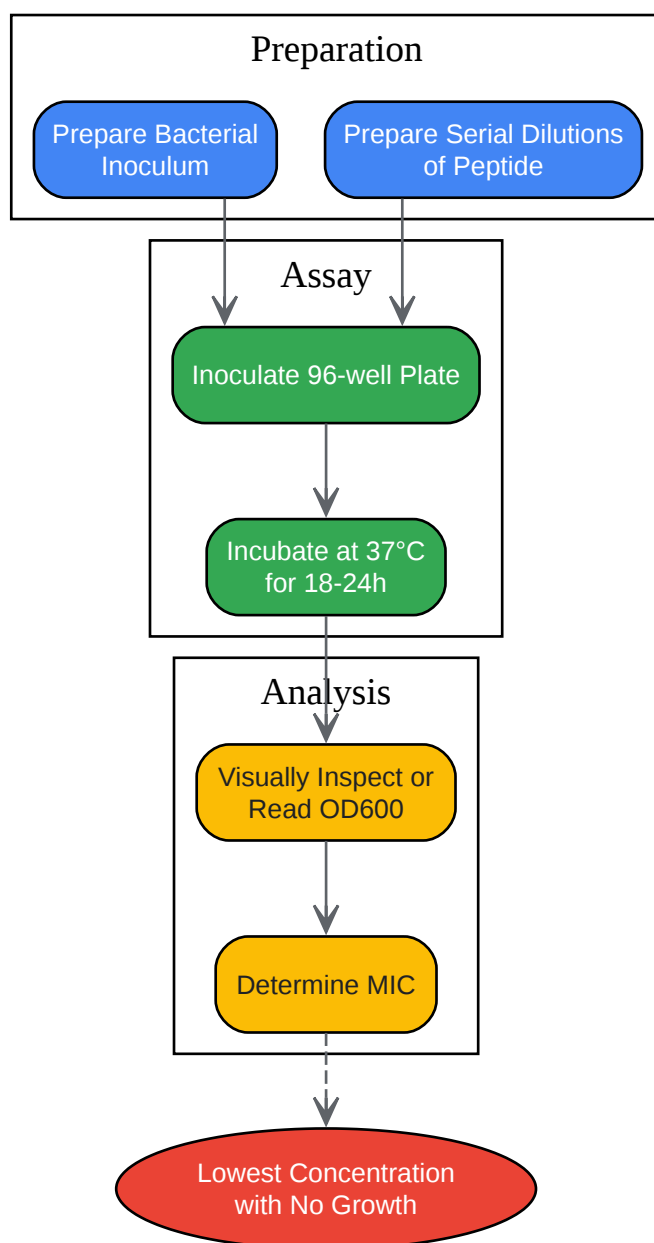 Preparation
Prepare Bacterial
Inoculum
Prepare Serial Dilutions
of Peptide
Assay
Inoculate 96-well Plate
Incubate at 37°C
for 18-24h
Analysis
Visually Inspect or
Read OD600
Determine MIC
Lowest Concentration
with No Growth